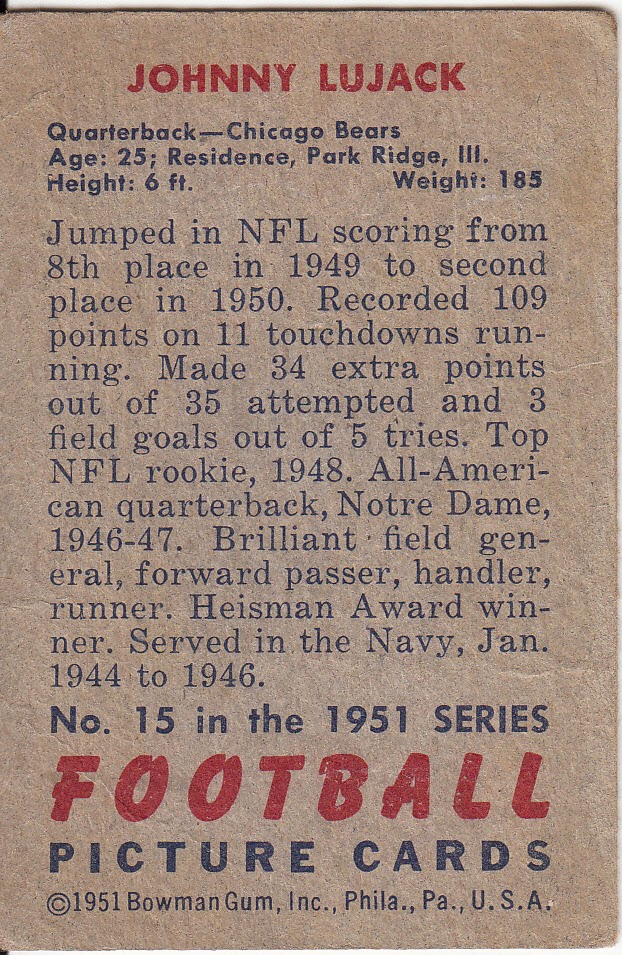 JOHNNY LUJACK
Quarterback—Chicago Bears
Age: 25; Residence, Park Ridge, Ill.
Height: 6 ft. Weight: 185
Jumped in NFL scoring from
8th place in 1949 to second
place in 1950. Recorded 109
points on 11 touchdowns run-
ning. Made 34 extra points
out of 35 attempted and 3
field goals out of 5 tries. Top
NFL rookie, 1948. All-Ameri-
can quarterback, Notre Dame,
1946-47. Brilliant field gen-
eral, forward passer, handler,
runner. Heisman Award win-
ner. Served in the Navy, Jan.
1944 to 1946.
No. 15 in the 1951 SERIES
FOOTBALL
PICTURE CARDS
©1951 Bowman Gum, Inc., Phila., Pa., U.S.A.